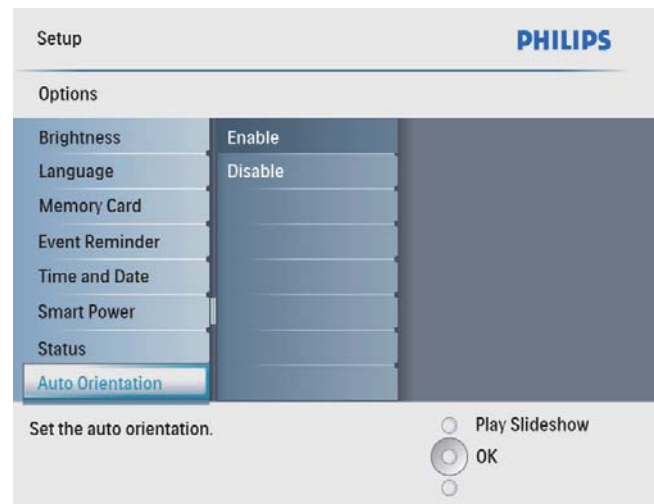 Setup
PHILIPS
Options
Brightness
Enable
Language
Disable
Memory Card
Event Reminder
Time and Date
Smart Power
Status
Auto Orientation
Set the auto orientation.
Play Slideshow
OK